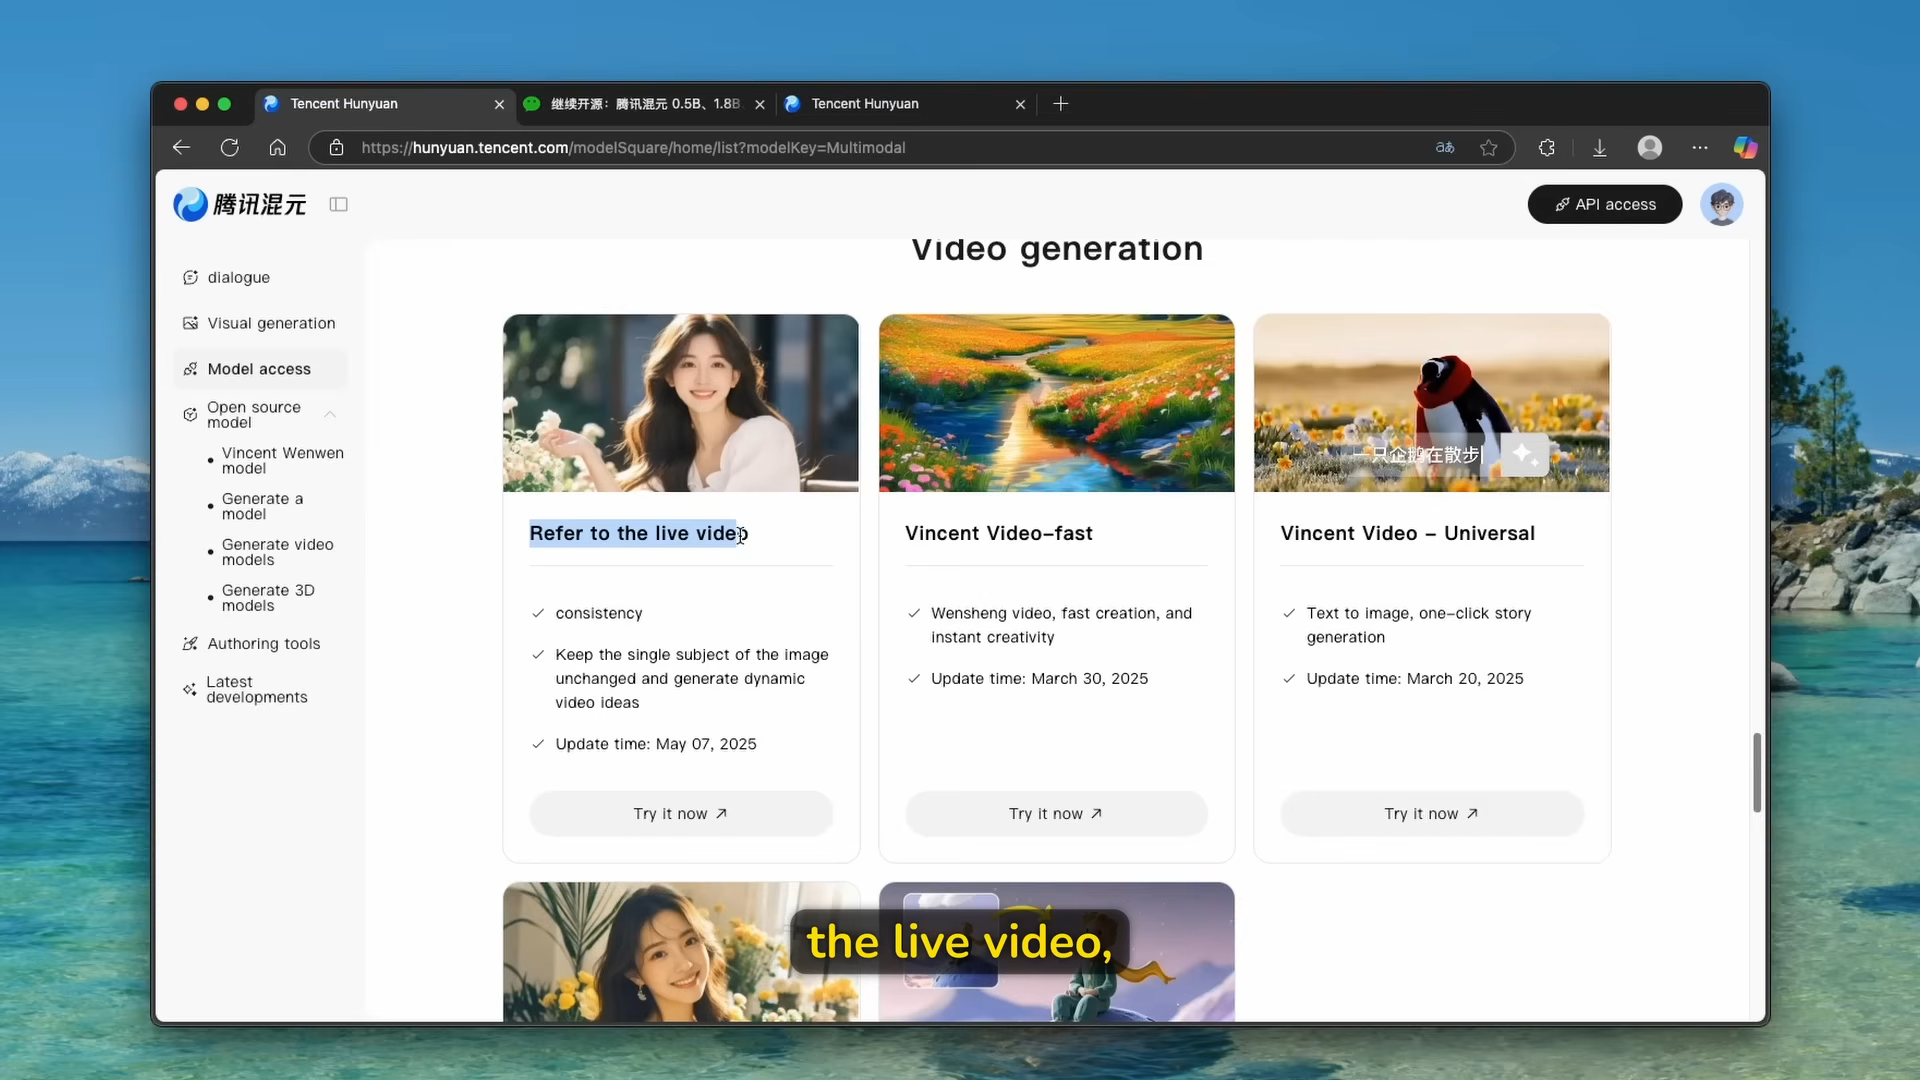 Tencent Hunyuan
继续开源：腾讯混元 0.5B、1.8B
Tencent Hunyuan
https://hunyuan.tencent.com/modelSquare/home/list?modelKey=Multimodal
腾讯混元
API access
dialogue
Visual generation
Model access
Open source
model
Vincent Wenwen
model
Generate a
model
Generate video
models
Generate 3D
models
Authoring tools
Latest
developments
Video generation
一只企鹅在散步
Refer to the live video
consistency
Keep the single subject of the image
unchanged and generate dynamic
video ideas
Update time: May 07, 2025
Try it now
Vincent Video-fast
Wensheng video, fast creation, and
instant creativity
Update time: March 30, 2025
Try it now
Vincent Video - Universal
Text to image, one-click story
generation
Update time: March 20, 2025
Try it now
the live video,